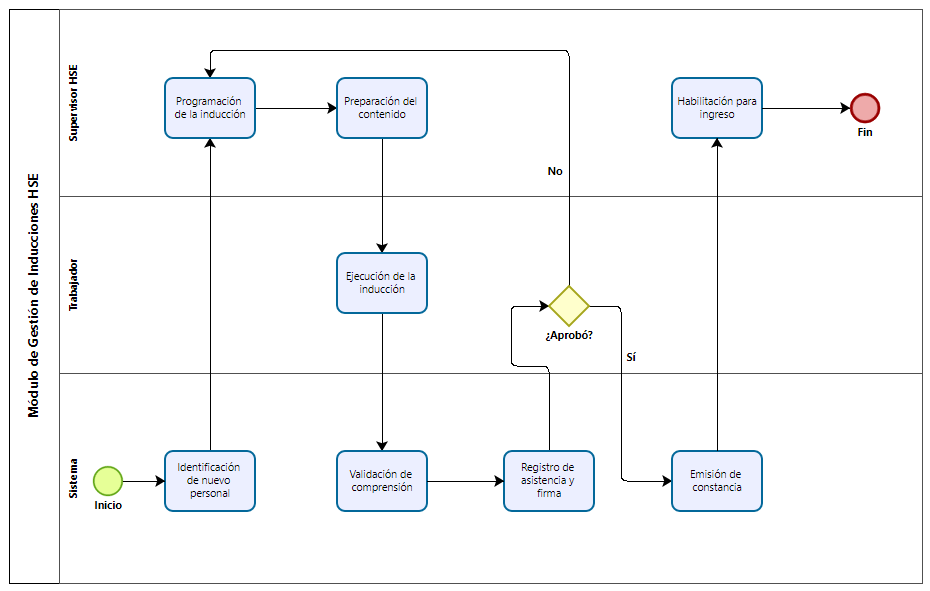 Módulo de Gestión de Inducciones HSE
Supervisor HSE
Programación
de la inducción
Preparación del
contenido
Habilitación para
ingreso
Fin
No
Trabajador
Ejecución de la
inducción
¿Aprobó?
Sí
Sistema
Inicio
Identificación
de nuevo
personal
Validación de
comprensión
Registro de
asistencia y
firma
Emisión de
constancia